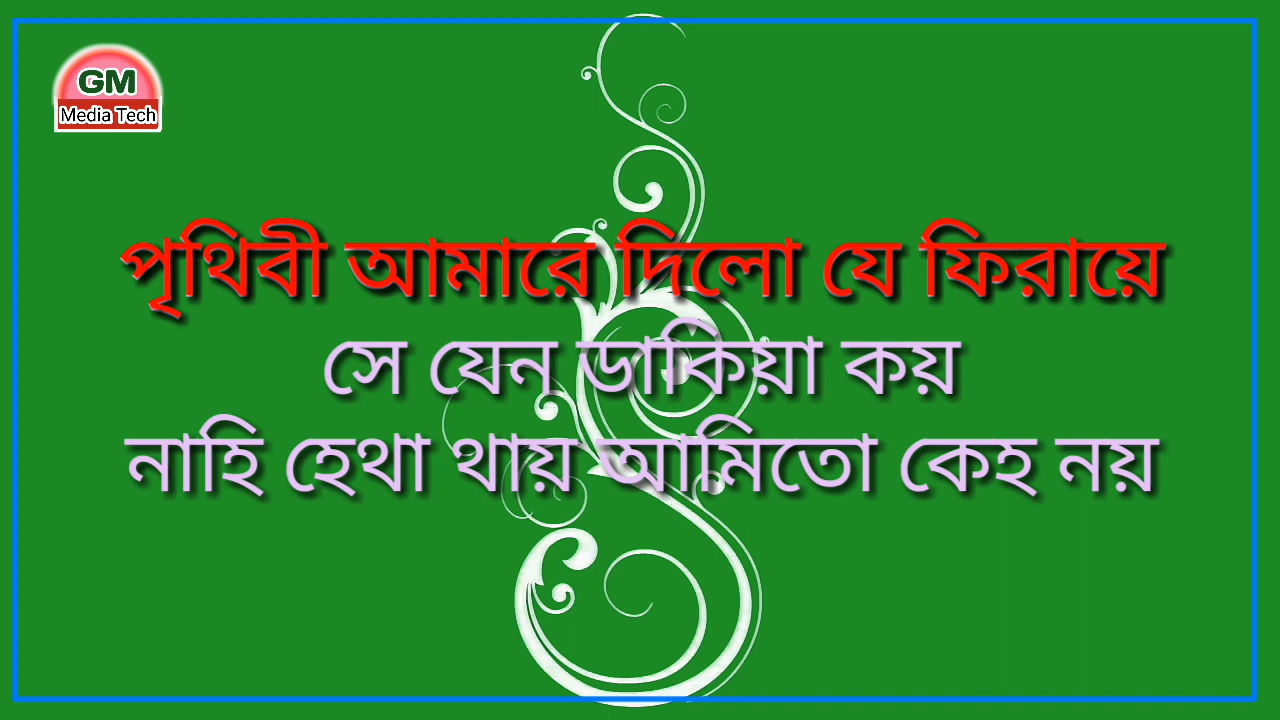 GM
Media Tech
পৃথিবী আমারে দিলো যে ফিরায়ে
সে যেন ডাকিয়া কয়
নাহি হেথা থায় আমিতো কেহ নয়